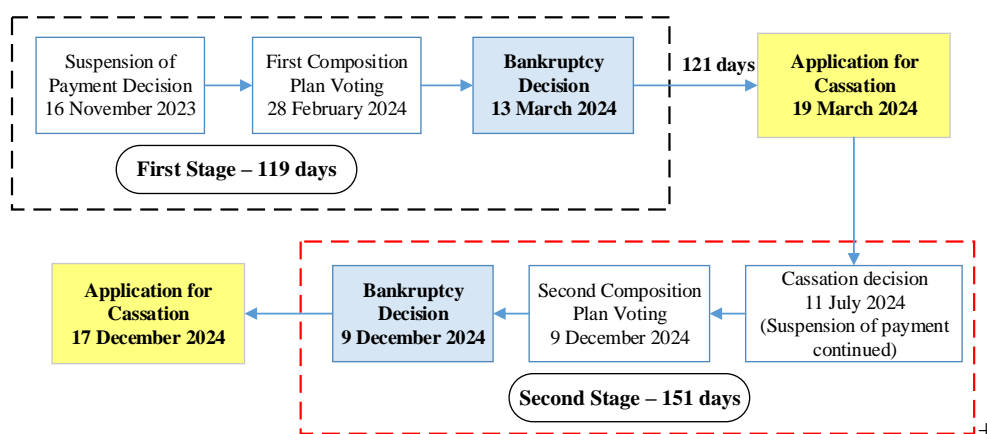 Suspension of
Payment Decision
16 November 2023
First Composition
Plan Voting
28 February 2024
Bankruptcy
Decision
13 March 2024
121 days
Application for
Cassation
19 March 2024
First Stage – 119 days
Application for
Cassation
17 December 2024
Bankruptcy
Decision
9 December 2024
Second Composition
Plan Voting
9 December 2024
Cassation decision
11 July 2024
(Suspension of payment
continued)
Second Stage – 151 days